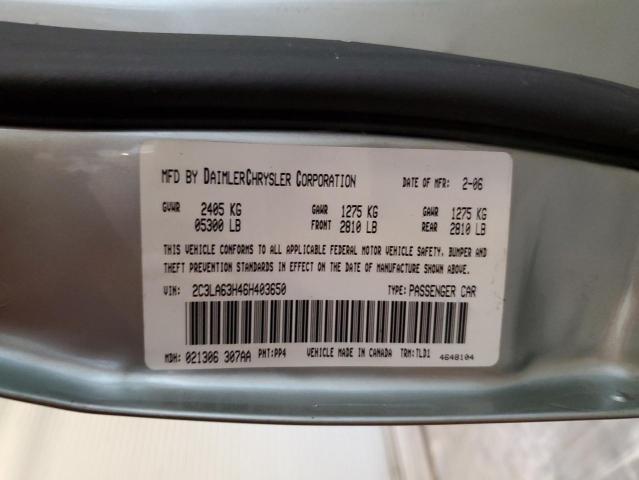 MFD BY DAIMLERCHRYSLER CORPORATION DATE OF MFR: 2-06
GVWR 2405 KG GAWR 1275 KG GAWR 1275 KG
05300 LB FRONT 2810 LB REAR 2810 LB
THIS VEHICLE CONFORMS TO ALL APPLICABLE FEDERAL MOTOR VEHICLE SAFETY, BUMPER AND
THEFT PREVENTION STANDARDS IN EFFECT ON THE DATE OF MANUFACTURE SHOWN ABOVE.
VIN: 2C3LA63H46H403650 TYPE: PASSENGER CAR
MDH: 021306 307AA PNT:PP4 VEHICLE MADE IN CANADA TRM:TLD1 4648104